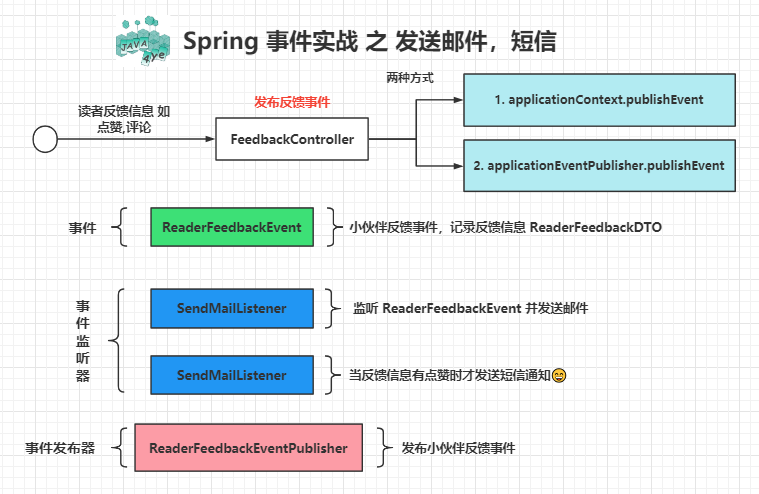 JAVA
4ye
Spring 事件实战 之 发送邮件，短信
两种方式
读者反馈信息 如
点赞,评论
发布反馈事件
FeedbackController
1. applicationContext.publishEvent
2. applicationEventPublisher.publishEvent
事件
ReaderFeedbackEvent
小伙伴反馈事件，记录反馈信息 ReaderFeedbackDTO
事件监听器
SendMailListener
监听 ReaderFeedbackEvent 并发送邮件
SendMailListener
当反馈信息有点赞时才发送短信通知😄
事件发布器
ReaderFeedbackEventPublisher
发布小伙伴反馈事件